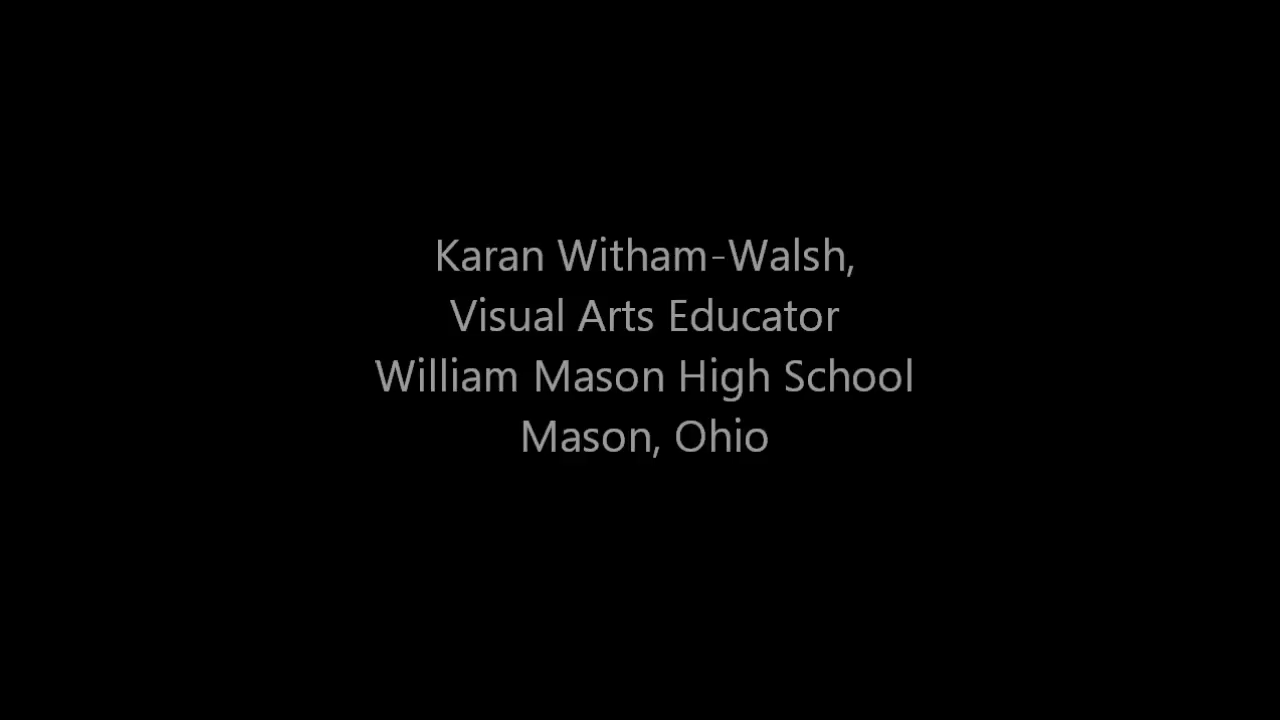 Karan Witham-Walsh,
Visual Arts Educator
William Mason High School
Mason, Ohio